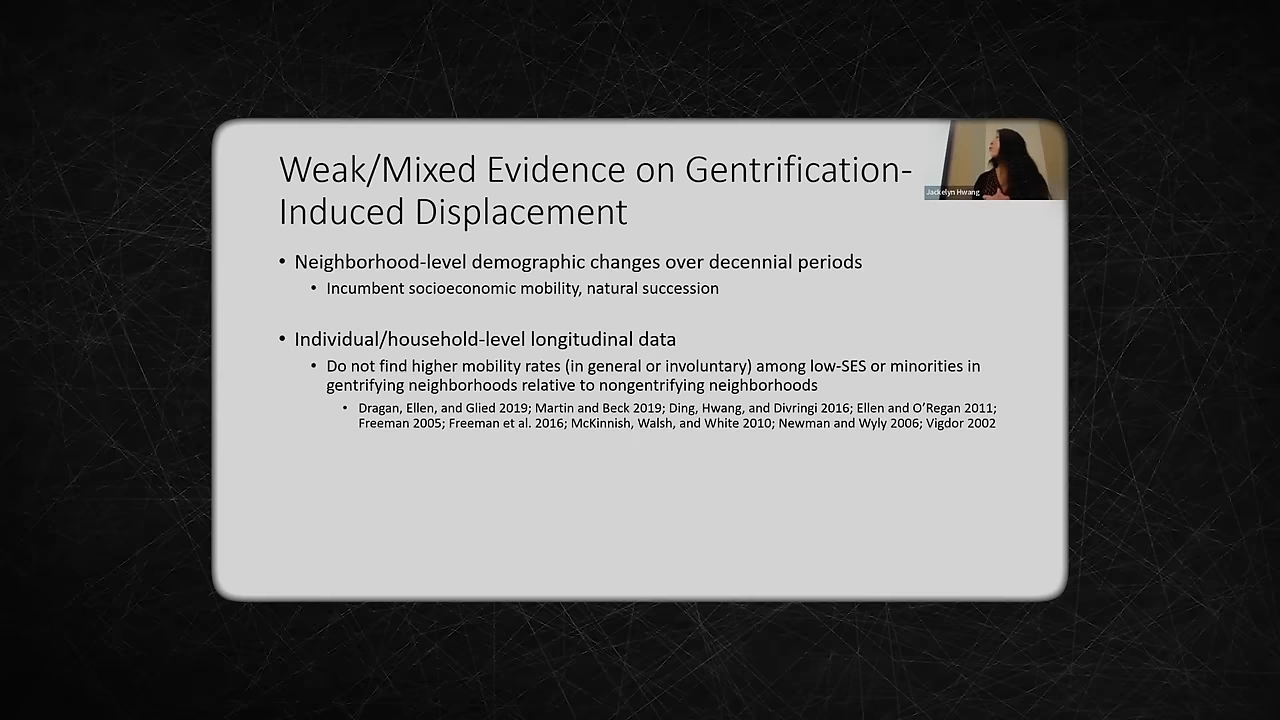 Weak/Mixed Evidence on Gentrification-
Induced Displacement
Jackelyn Hwang
• Neighborhood-level demographic changes over decennial periods
• Incumbent socioeconomic mobility, natural succession
• Individual/household-level longitudinal data
• Do not find higher mobility rates (in general or involuntary) among low-SES or minorities in
gentrifying neighborhoods relative to nongentrifying neighborhoods
• Dragan, Ellen, and Glied 2019; Martin and Beck 2019; Ding, Hwang, and Divringi 2016; Ellen and O’Regan 2011;
Freeman 2005; Freeman et al. 2016; McKinnish, Walsh, and White 2010; Newman and Wyly 2006; Vigdor 2002